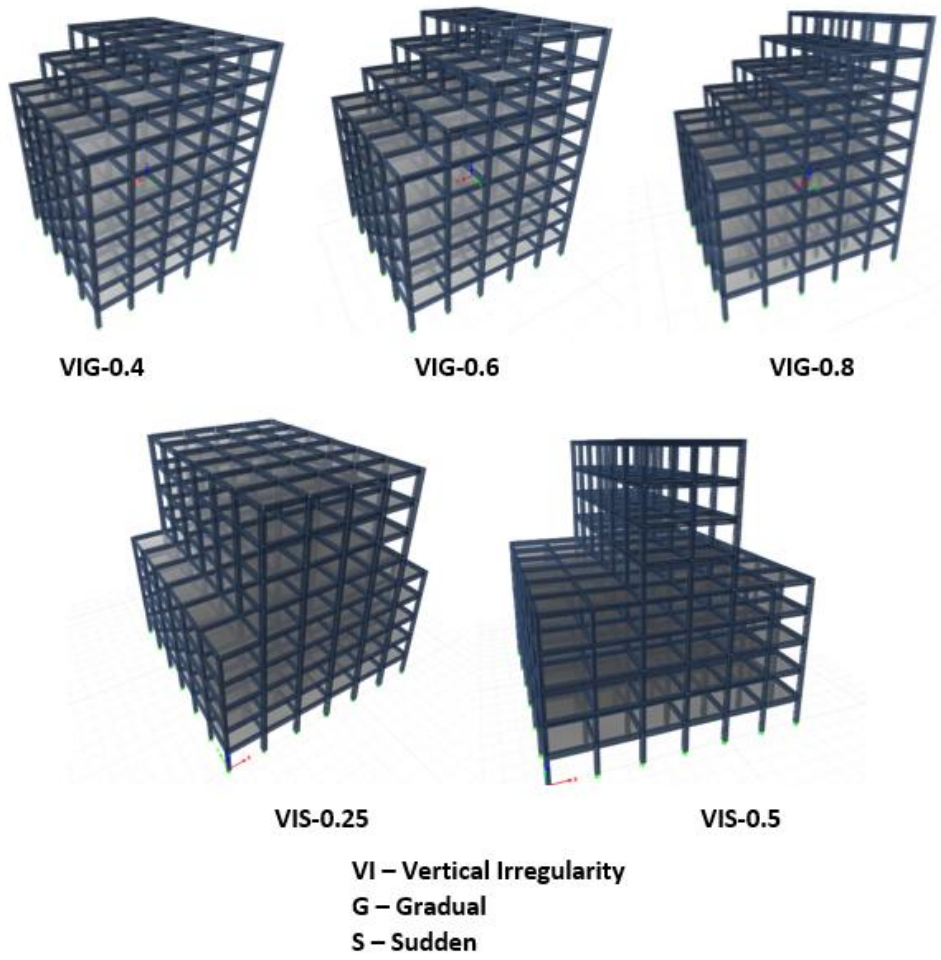 VIG-0.4
VIG-0.6
VIG-0.8
VIS-0.25
VIS-0.5
VI – Vertical Irregularity
G – Gradual
S – Sudden